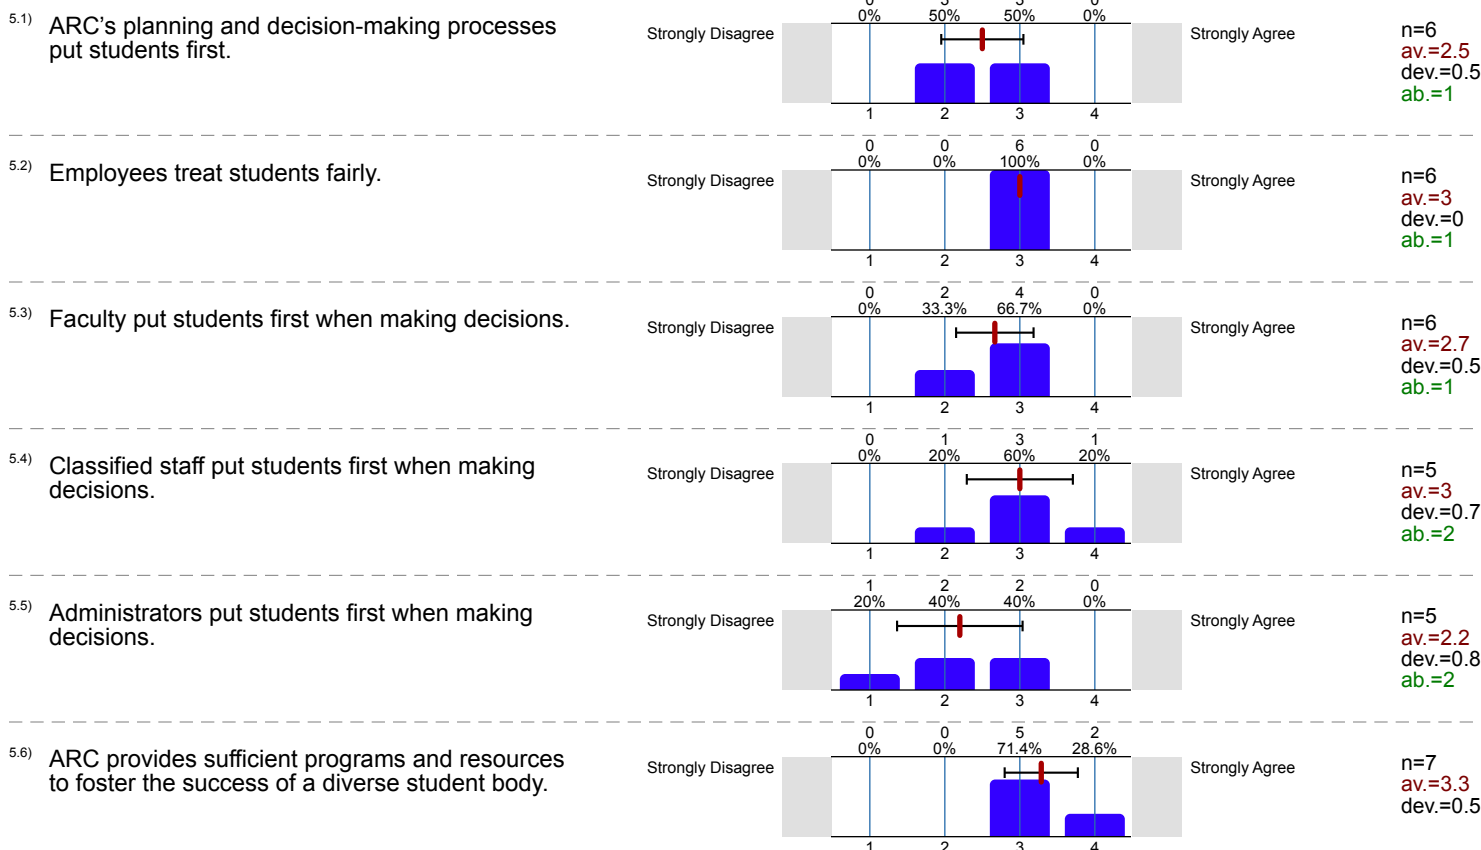 0 3 3 0
0% 50% 50% 0%
5.1) ARC's planning and decision-making processes
put students first.
Strongly Disagree
Strongly Agree
n=6
av.=2.5
dev.=0.5
ab.=1
1 2 3 4
0 0 6 0
0% 0% 100% 0%
5.2) Employees treat students fairly.
Strongly Disagree
Strongly Agree
n=6
av.=3
dev.=0
ab.=1
1 2 3 4
0 2 4 0
0% 33.3% 66.7% 0%
5.3) Faculty put students first when making decisions.
Strongly Disagree
Strongly Agree
n=6
av.=2.7
dev.=0.5
ab.=1
1 2 3 4
0 1 3 1
0% 20% 60% 20%
5.4) Classified staff put students first when making
decisions.
Strongly Disagree
Strongly Agree
n=5
av.=3
dev.=0.7
ab.=2
1 2 3 4
1 2 2 0
20% 40% 40% 0%
5.5) Administrators put students first when making
decisions.
Strongly Disagree
Strongly Agree
n=5
av.=2.2
dev.=0.8
ab.=2
1 2 3 4
0 0 5 2
0% 0% 71.4% 28.6%
5.6) ARC provides sufficient programs and resources
to foster the success of a diverse student body.
Strongly Disagree
Strongly Agree
n=7
av.=3.3
dev.=0.5
1 2 3 4